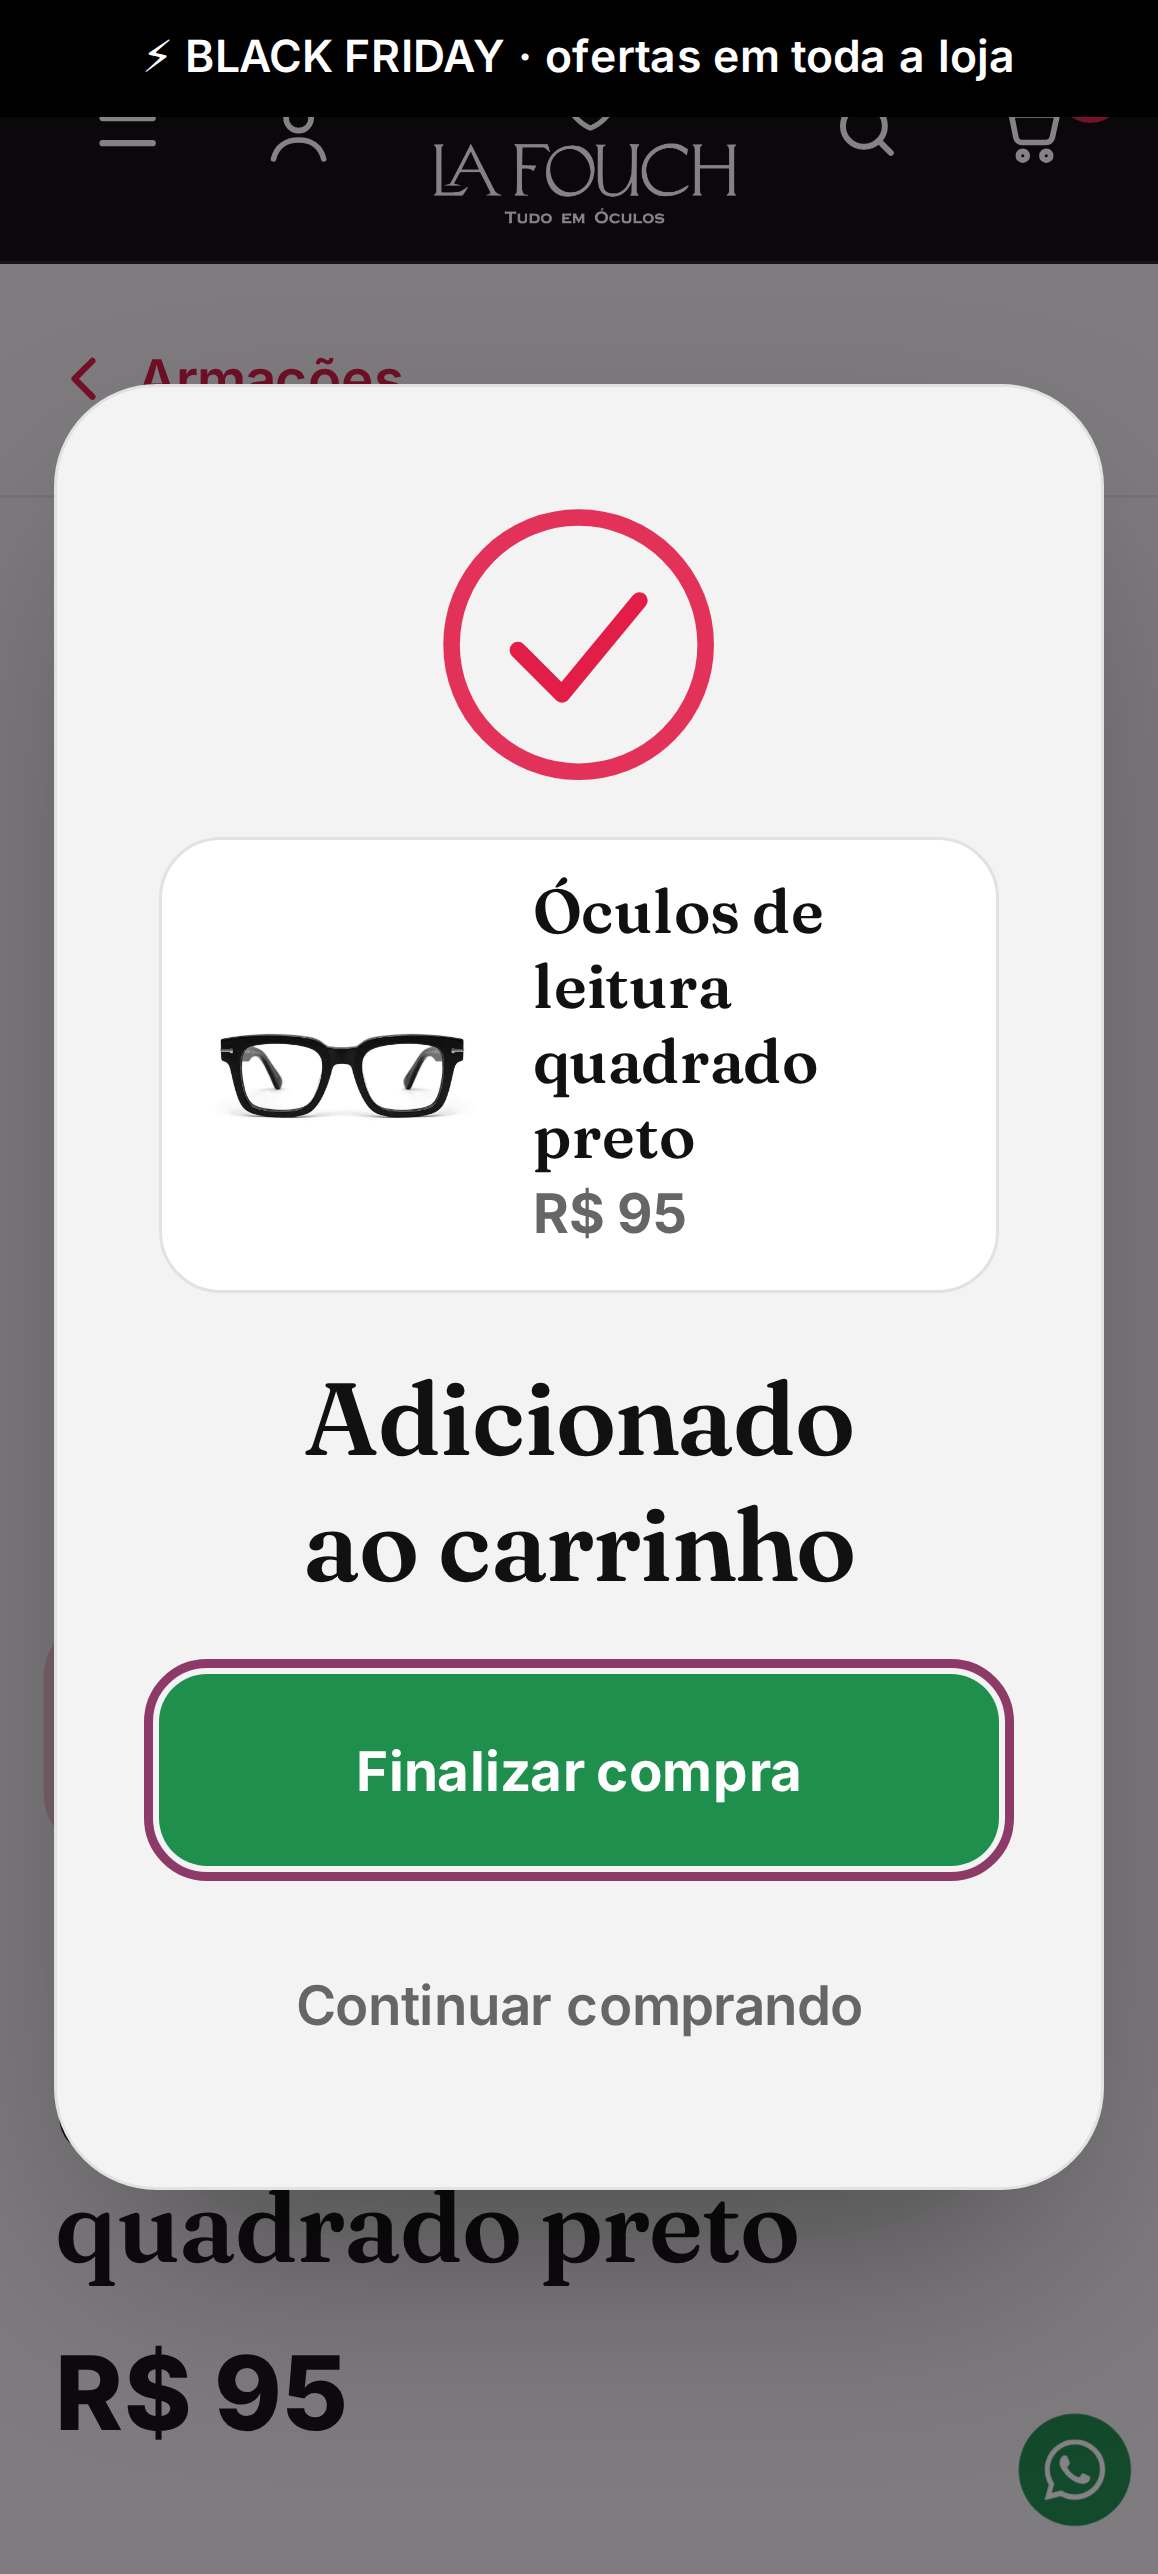 ⚡ BLACK FRIDAY · ofertas em toda a loja
LA FOUCH
TUDO EM ÓCULOS
Armações
Óculos de
leitura
quadrado
preto
R$ 95
Adicionado
ao carrinho
Finalizar compra
Continuar comprando
quadrado preto
R$ 95